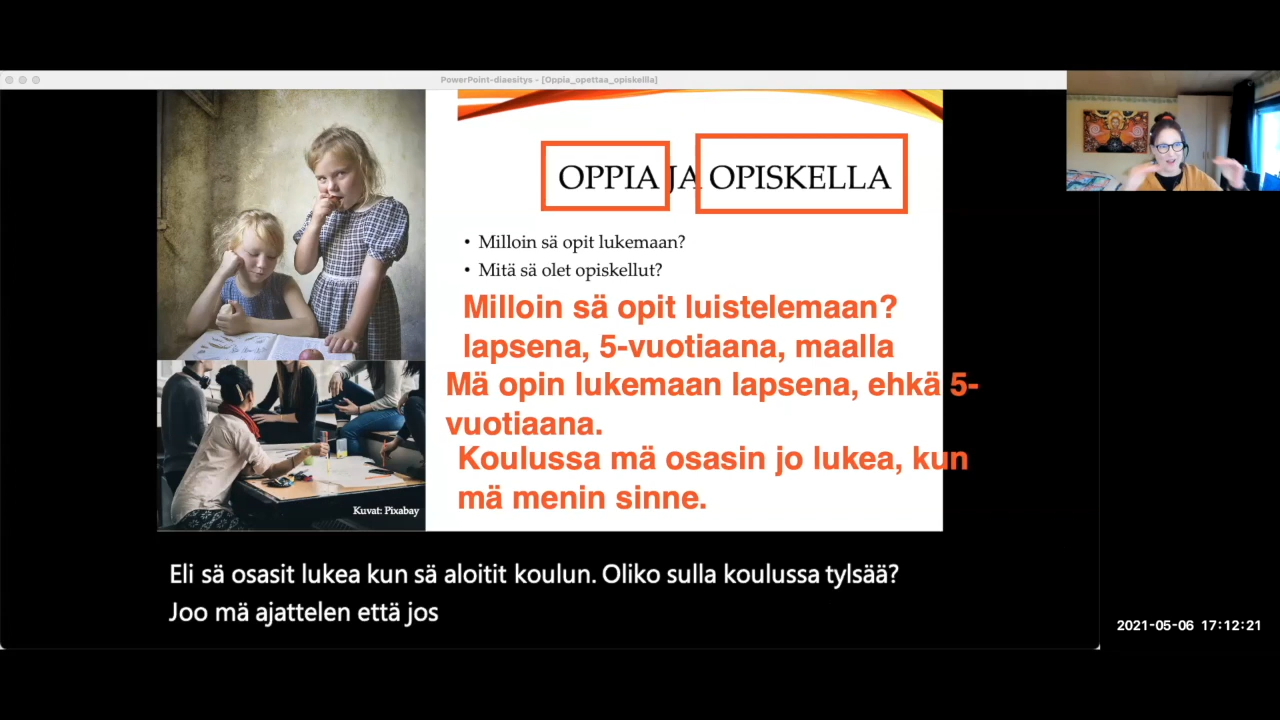 PowerPoint-diaesitys - [Oppia_opettaa_opiskellla]
OPPIA JA OPISKELLA
• Milloin sä opit lukemaan?
• Mitä sä olet opiskellut?
Milloin sä opit luistelemaan?
lapsena, 5-vuotiaana, maalla
Mä opin lukemaan lapsena, ehkä 5-
vuotiaana.
Koulussa mä osasin jo lukea, kun
mä menin sinne.
Kuvat: Pixabay
Eli sä osasit lukea kun sä aloitit koulun. Oliko sulla koulussa tylsää?
Joo mä ajattelen että jos
2021-05-06 17:12:21